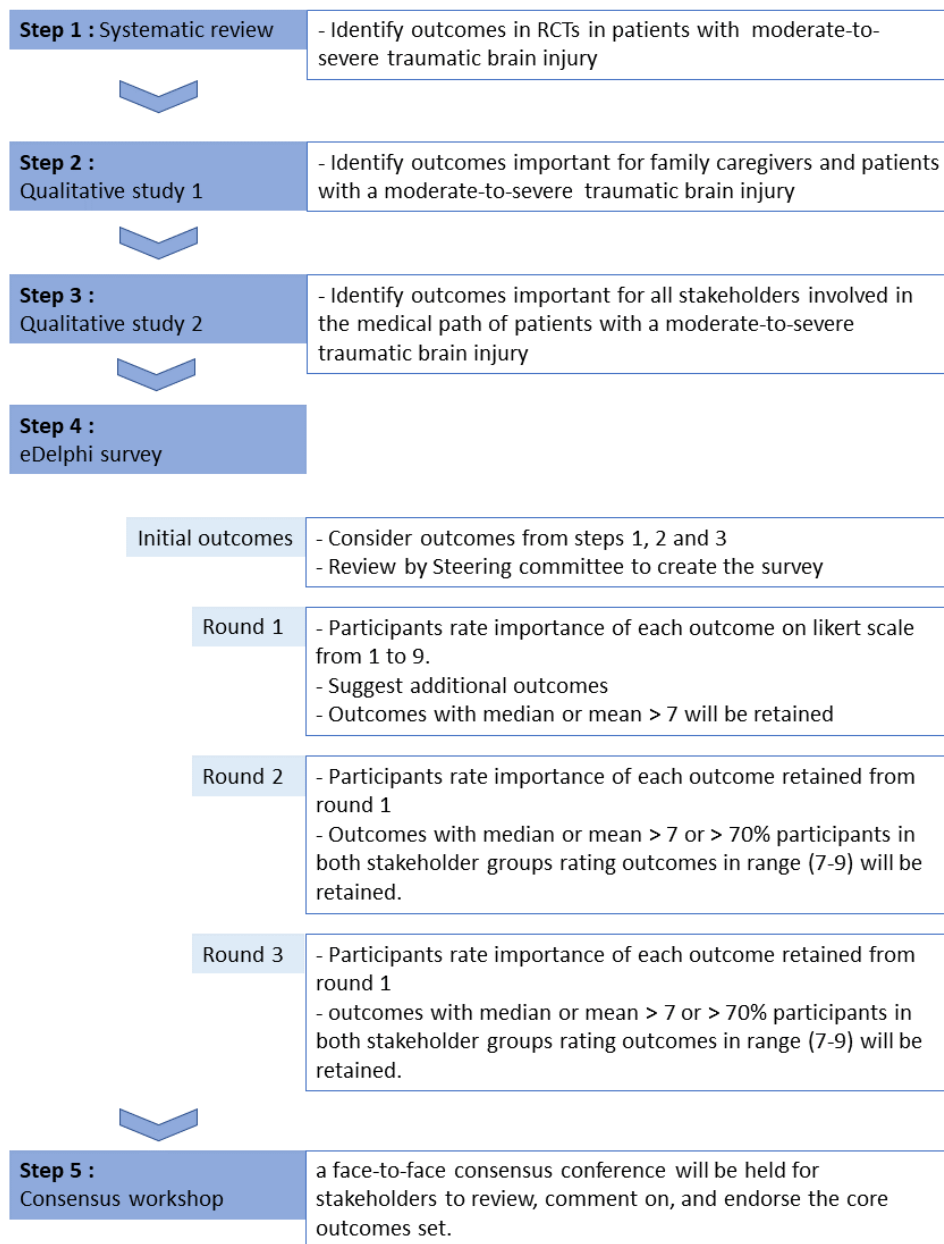 Step 1 : Systematic review
- Identify outcomes in RCTs in patients with moderate-to-
severe traumatic brain injury
Step 2 :
Qualitative study 1
- Identify outcomes important for family caregivers and patients
with a moderate-to-severe traumatic brain injury
Step 3 :
Qualitative study 2
- Identify outcomes important for all stakeholders involved in
the medical path of patients with a moderate-to-severe
traumatic brain injury
Step 4 :
eDelphi survey
Initial outcomes
- Consider outcomes from steps 1, 2 and 3
- Review by Steering committee to create the survey
Round 1
- Participants rate importance of each outcome on likert scale
from 1 to 9.
- Suggest additional outcomes
- Outcomes with median or mean > 7 will be retained
Round 2
- Participants rate importance of each outcome retained from
round 1
- Outcomes with median or mean > 7 or > 70% participants in
both stakeholder groups rating outcomes in range (7-9) will be
retained.
Round 3
- Participants rate importance of each outcome retained from
round 1
- outcomes with median or mean > 7 or > 70% participants in
both stakeholder groups rating outcomes in range (7-9) will be
retained.
Step 5 :
Consensus workshop
a face-to-face consensus conference will be held for
stakeholders to review, comment on, and endorse the core
outcomes set.